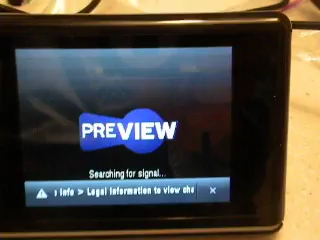 PREVIEW
Searching for signal...
Info > Legal Information to view